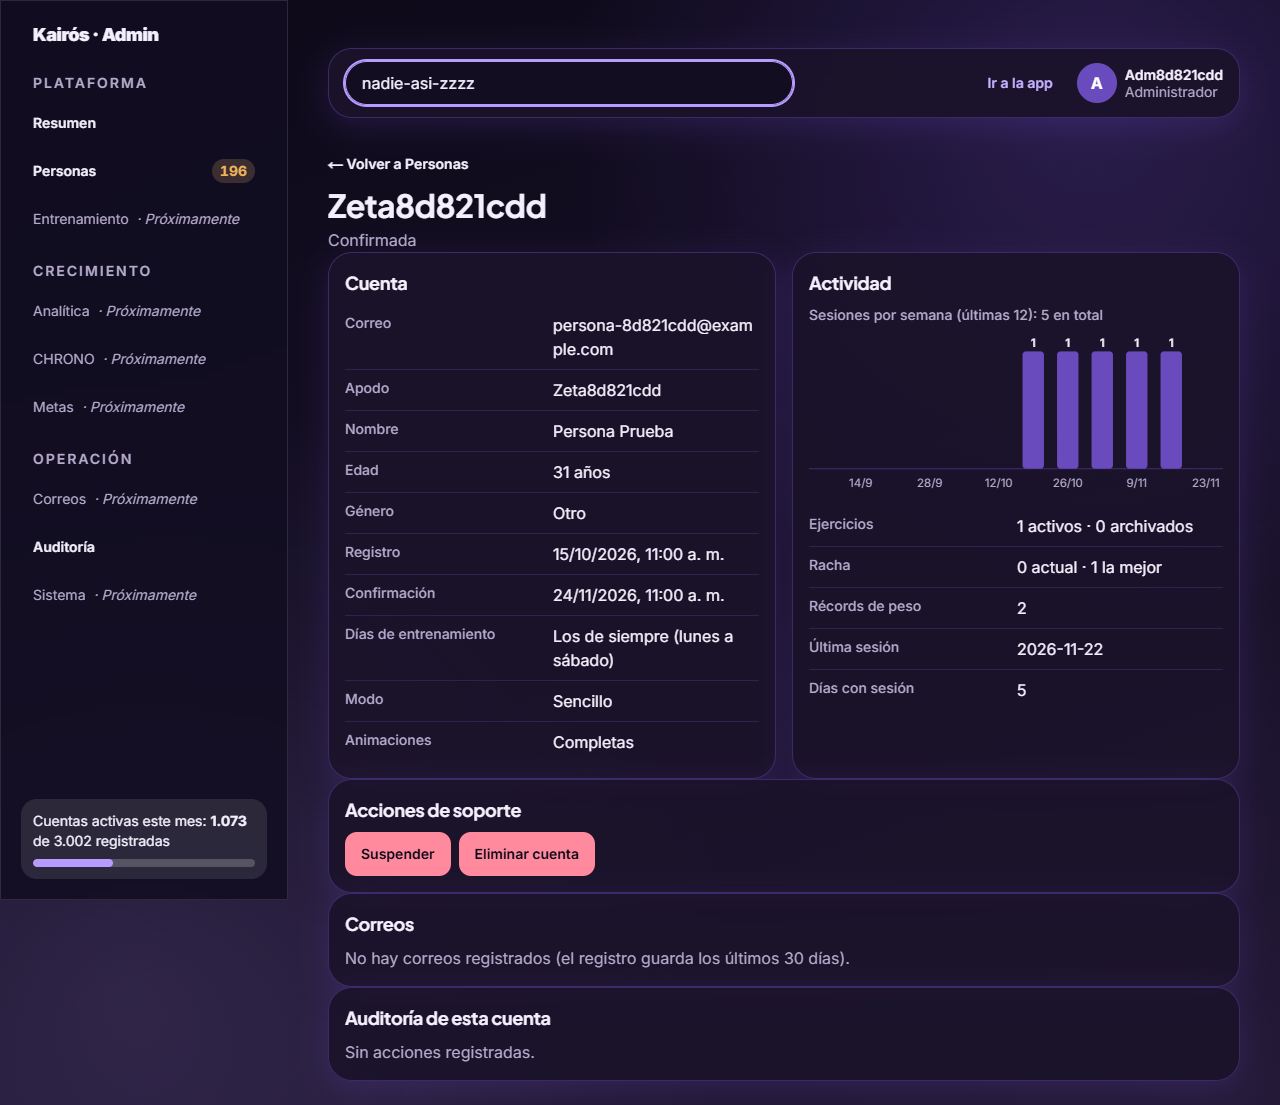 Kairós · Admin
PLATAFORMA
Resumen
Personas 196
Entrenamiento · Próximamente
CRECIMIENTO
Analítica · Próximamente
CHRONO · Próximamente
Metas · Próximamente
OPERACIÓN
Correos · Próximamente
Auditoría
Sistema · Próximamente
Cuentas activas este mes: 1.073
de 3.002 registradas
nadie-asi-zzzz
Ir a la app
A
Adm8d821cdd
Administrador
← Volver a Personas
Zeta8d821cdd
Confirmada
Cuenta
Correo persona-8d821cdd@exam
ple.com
Apodo Zeta8d821cdd
Nombre Persona Prueba
Edad 31 años
Género Otro
Registro 15/10/2026, 11:00 a. m.
Confirmación 24/11/2026, 11:00 a. m.
Días de entrenamiento Los de siempre (lunes a
sábado)
Modo Sencillo
Animaciones Completas
Actividad
Sesiones por semana (últimas 12): 5 en total
1 1 1 1 1
14/9 28/9 12/10 26/10 9/11 23/11
Ejercicios 1 activos · 0 archivados
Racha 0 actual · 1 la mejor
Récords de peso 2
Última sesión 2026-11-22
Días con sesión 5
Acciones de soporte
Suspender Eliminar cuenta
Correos
No hay correos registrados (el registro guarda los últimos 30 días).
Auditoría de esta cuenta
Sin acciones registradas.